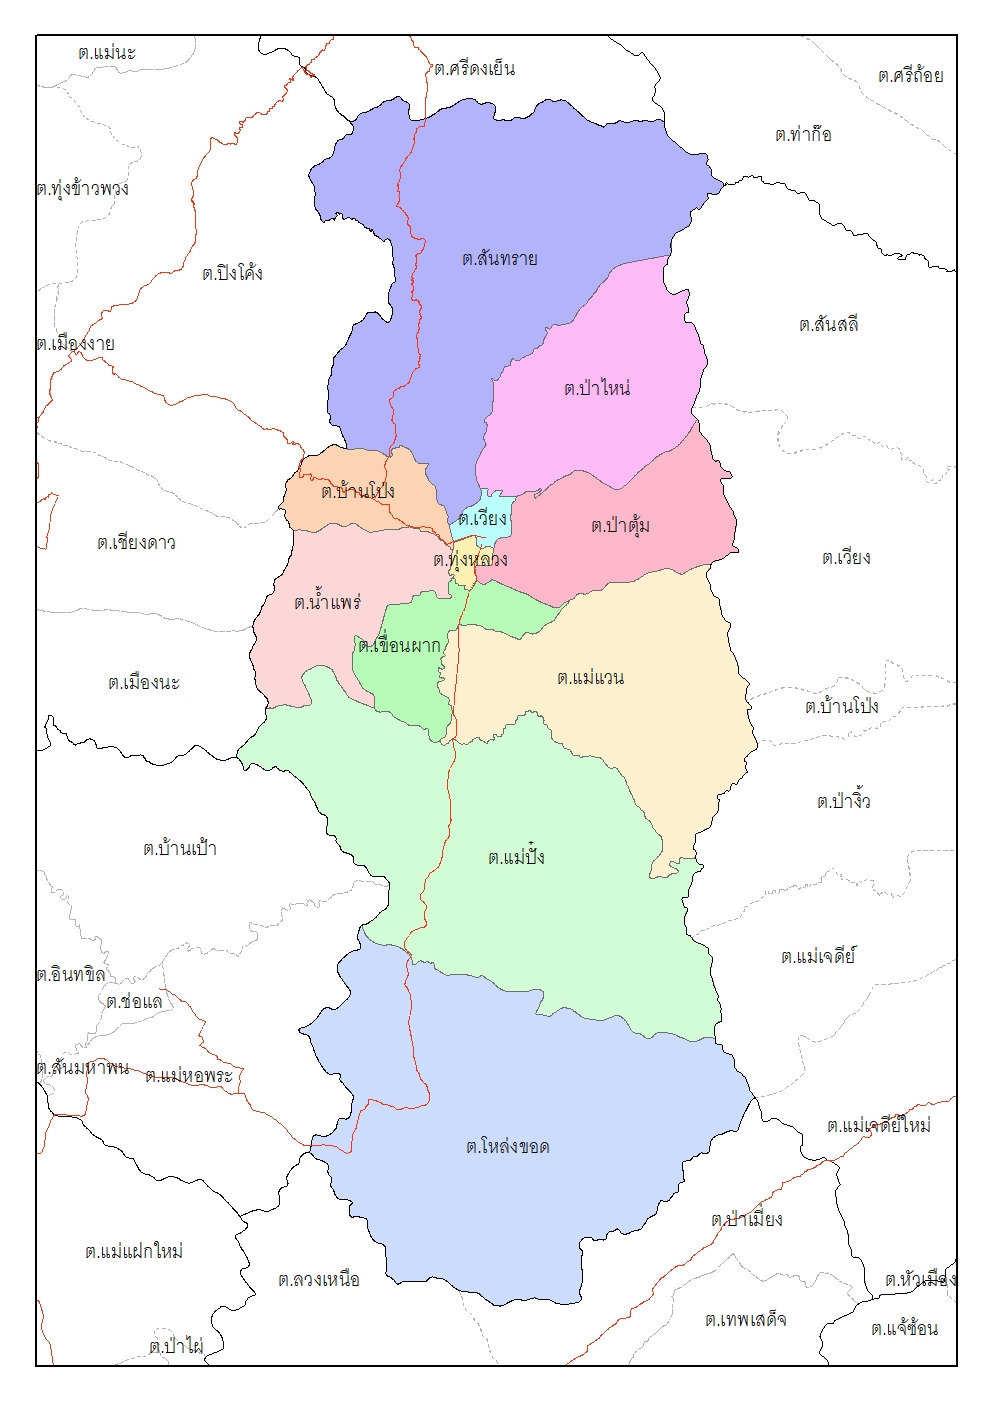 ต.แม่นะ
ต.ศรีดงเย็น
ต.ศรีถ้อย
ต.ท่าก๊อ
ต.ทุ่งข้าวพวง
ต.สันทราย
ต.ปิงโค้ง
ต.สันสลี
ต.เมืองงาย
ต.ป่าไหน่
ต.บ้านโป่ง
ต.เวียง
ต.ป่าตุ้ม
ต.เชียงดาว
ต.เวียง
ต.ทุ่งหลวง
ต.น้ำแพร่
ต.เขื่อนผาก
ต.แม่แวน
ต.เมืองนะ
ต.บ้านโป่ง
ต.ป่างิ้ว
ต.บ้านเป้า
ต.แม่ปั๋ง
ต.แม่เจดีย์
ต.อินทขิล
ต.ช่อแล
ต.สันมหาพน
ต.แม่หอพระ
ต.แม่เจดีย์ใหม่
ต.โหล่งขอด
ต.ป่าเมี่ยง
ต.แม่แฝกใหม่
ต.ลวงเหนือ
ต.หัวเมือง
ต.เทพเสด็จ
ต.แจ้ซ้อน
ต.ป่าไผ่